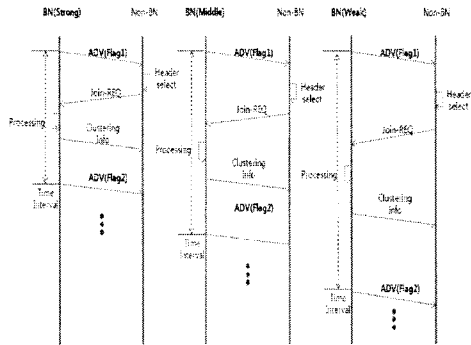 BN(Strong)
Non-BN
BN(Middle)
Non-BN
BN(Weak)
Non-BN
ADV(Flag1)
Header
select
Join-REQ
Processing
Clustering
Info
ADV(Flag2)
Time
Interval
ADV(Flag1)
Header
select
Join-REQ
Processing
Clustering
Info
ADV(Flag2)
Time
Interval
ADV(Flag1)
Header
select
Join-REQ
Processing
Clustering
Info
ADV(Flag2)
Time
Interval